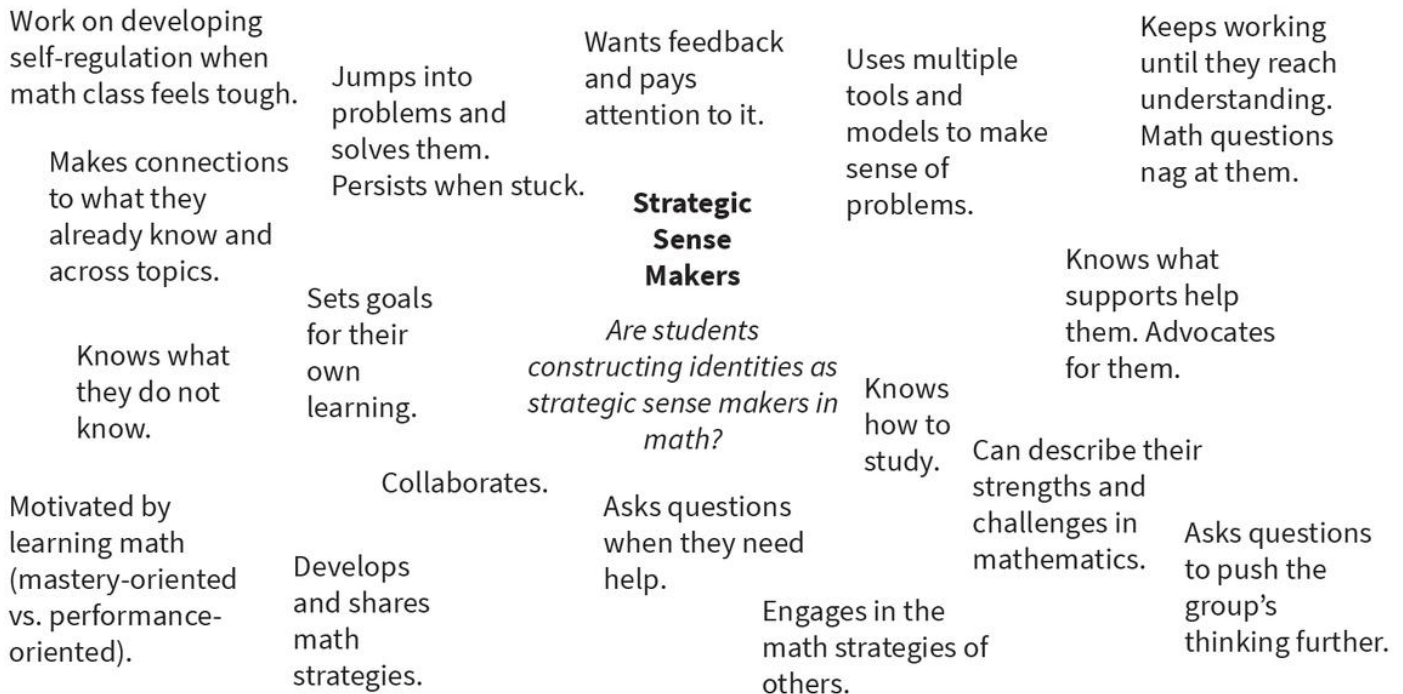 Work on developing
self-regulation when
math class feels tough.
Jumps into
problems and
solves them.
Persists when stuck.
Wants feedback
and pays
attention to it.
Uses multiple
tools and
models to make
sense of
problems.
Keeps working
until they reach
understanding.
Math questions
nag at them.
Makes connections
to what they
already know and
across topics.
Strategic
Sense
Makers
Are students
constructing identities as
strategic sense makers in
math?
Knows what
supports help
them. Advocates
for them.
Sets goals
for their
own
learning.
Knows what
they do not
know.
Knows
how to
study.
Can describe their
strengths and
challenges in
mathematics.
Collaborates.
Asks questions
when they need
help.
Motivated by
learning math
(mastery-oriented
vs. performance-
oriented).
Develops
and shares
math
strategies.
Engages in the
math strategies of
others.
Asks questions
to push the
group’s
thinking further.